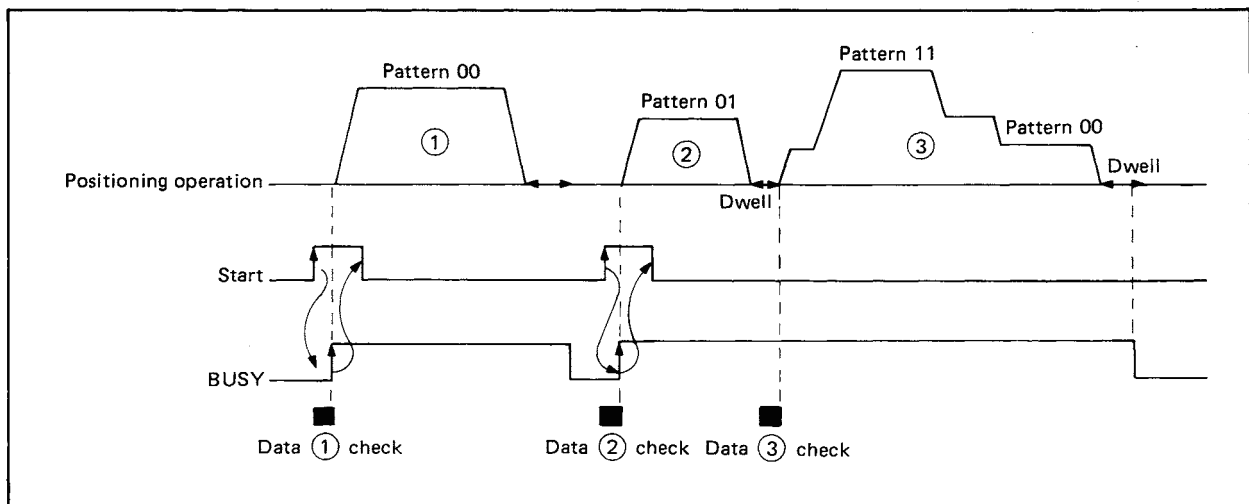 Pattern 11
Pattern 00
Pattern 01
Pattern 00
① ② ③
Positioning operation
Dwell
Dwell
Start
BUSY
Data ① check Data ② check Data ③ check